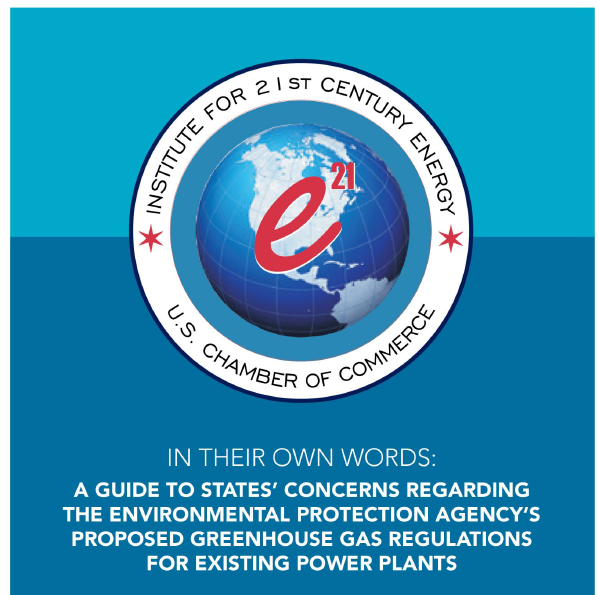 INSTITUTE FOR 21ST CENTURY ENERGY
e21
U.S. CHAMBER OF COMMERCE
IN THEIR OWN WORDS:
A GUIDE TO STATES' CONCERNS REGARDING
THE ENVIRONMENTAL PROTECTION AGENCY'S
PROPOSED GREENHOUSE GAS REGULATIONS
FOR EXISTING POWER PLANTS